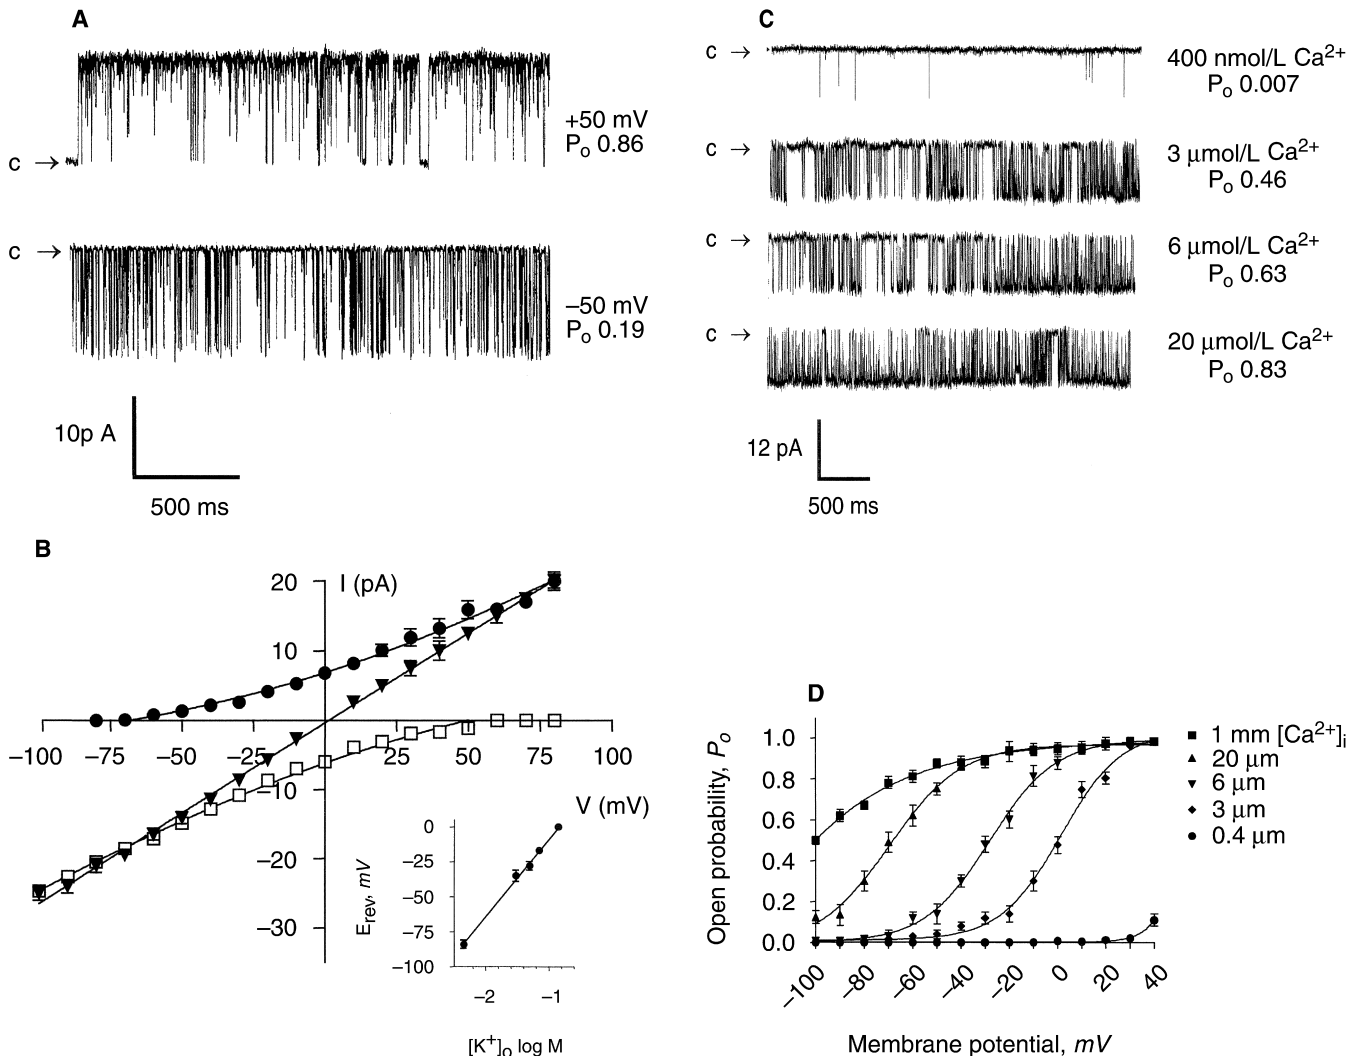 A
c →
+50 mV
Po 0.86
c →
–50 mV
Po 0.19
10p A
500 ms
C
c →
400 nmol/L Ca2+
Po 0.007
c →
3 μmol/L Ca2+
Po 0.46
c →
6 μmol/L Ca2+
Po 0.63
c →
20 μmol/L Ca2+
Po 0.83
12 pA
500 ms
B
I (pA)
20
10
–10
–20
–30
–100 –75 –50 –25 25 50 75 100
V (mV)
Erev, mV
0
–25
–50
–75
–100
–2 –1
[K+]o log M
D
Open probability, Po
1.0
0.8
0.6
0.4
0.2
0.0
–100 –80 –60 –40 –20 0 20 40
Membrane potential, mV
1 mm [Ca2+]i
20 μm
6 μm
3 μm
0.4 μm